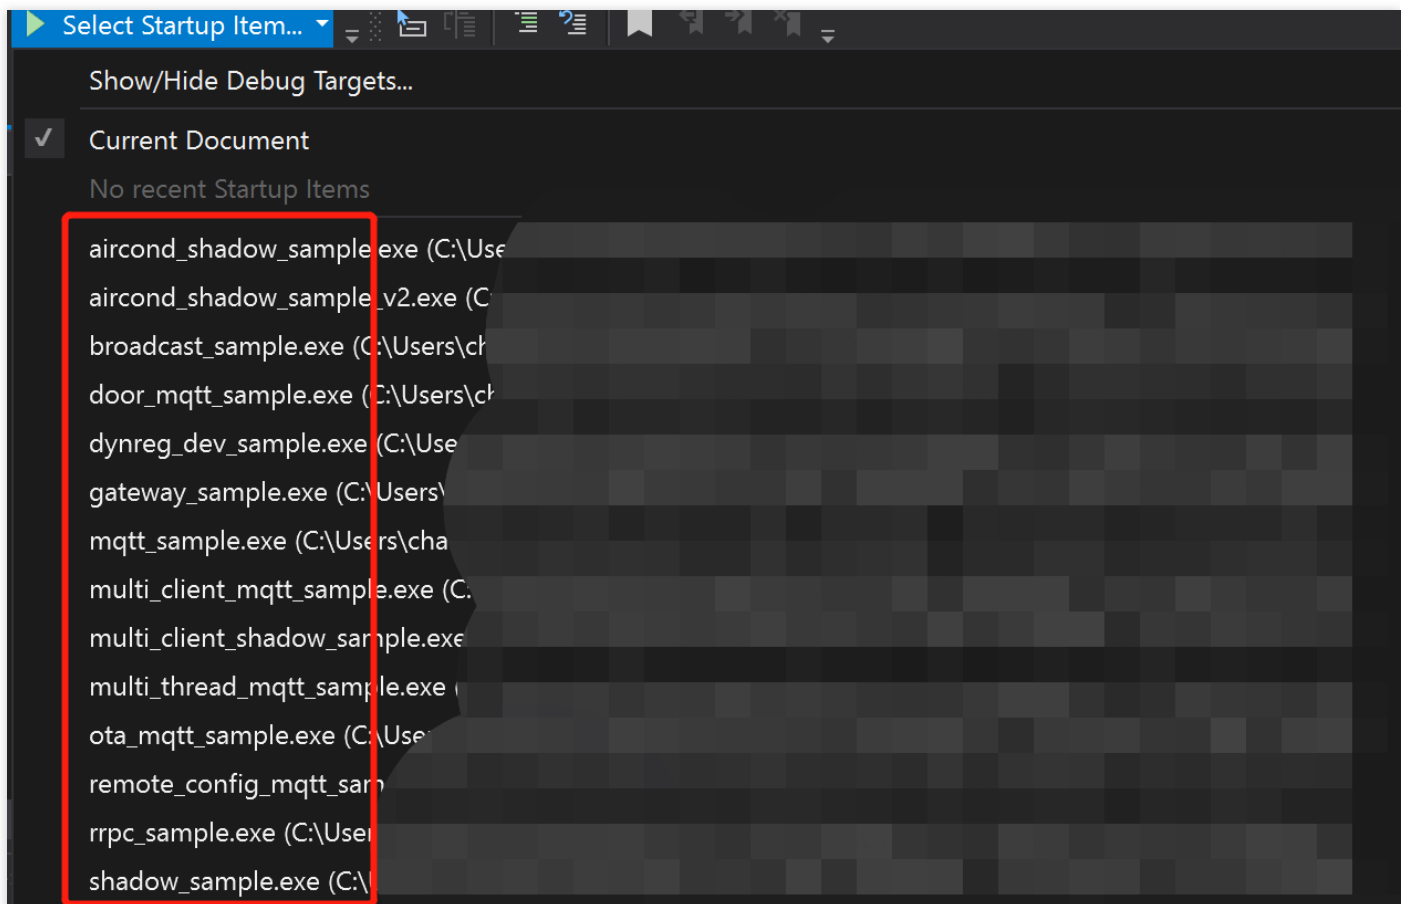 Select Startup Item...
Show/Hide Debug Targets...
Current Document
No recent Startup Items
aircond_shadow_sample.exe (C:\Use
aircond_shadow_sample_v2.exe (C:
broadcast_sample.exe (C:\Users\ch
door_mqtt_sample.exe (C:\Users\ch
dynreg_dev_sample.exe (C:\Use
gateway_sample.exe (C:\Users\
mqtt_sample.exe (C:\Users\cha
multi_client_mqtt_sample.exe (C:
multi_client_shadow_sample.exe
multi_thread_mqtt_sample.exe (
ota_mqtt_sample.exe (C:\Use
remote_config_mqtt_sam
rrpc_sample.exe (C:\User
shadow_sample.exe (C:\